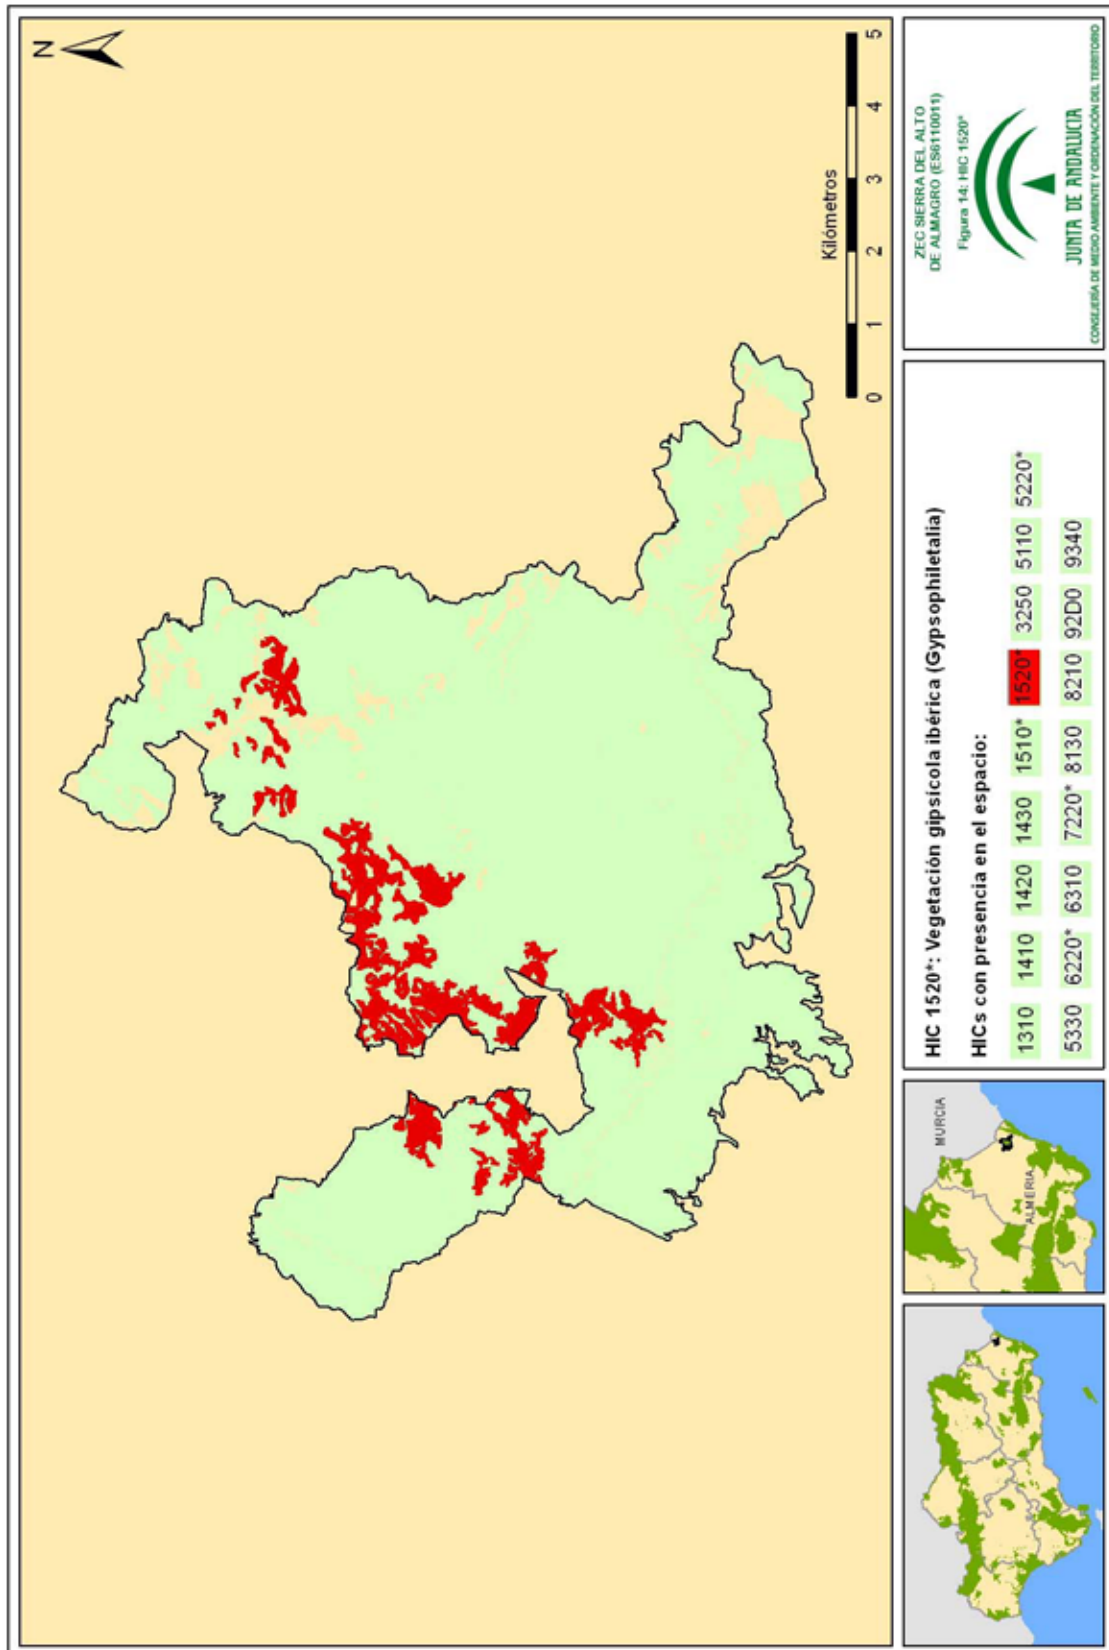 N
Kilómetros
0 1 2 3 4 5
MURCIA
ALMERIA
HIC 1520*: Vegetación gipsícola ibérica (Gypsophiletalia)
HICs con presencia en el espacio:
1310 1410 1420 1430 1510* 1520* 3250 5110 5220*
5330 6220* 6310 7220* 8130 8210 92D0 9340
ZEC SIERRA DEL ALTO
DE ALMAGRO (ES6110011)
Figura 14: HIC 1520*
JUNTA DE ANDALUCIA
CONSEJERÍA DE MEDIO AMBIENTE Y ORDENACIÓN DEL TERRITORIO